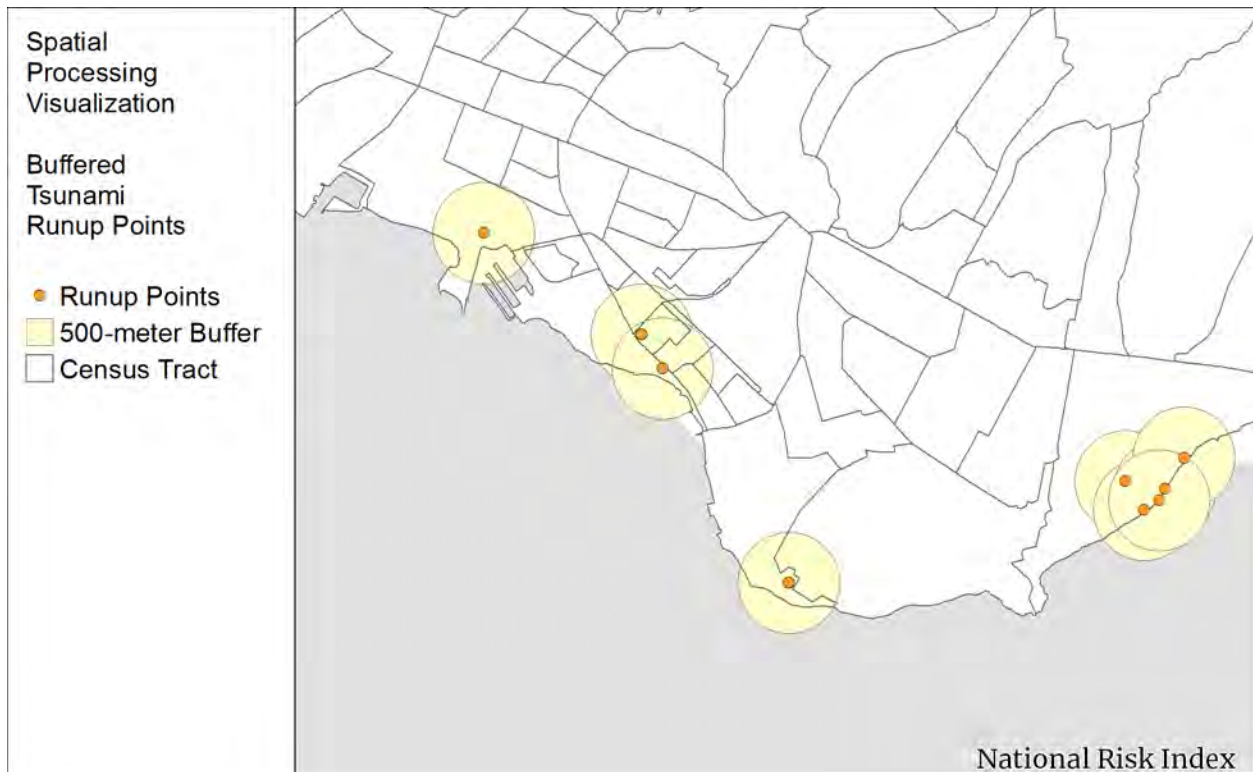 Spatial
Processing
Visualization
Buffered
Tsunami
Runup Points
Runup Points
500-meter Buffer
Census Tract
National Risk Index